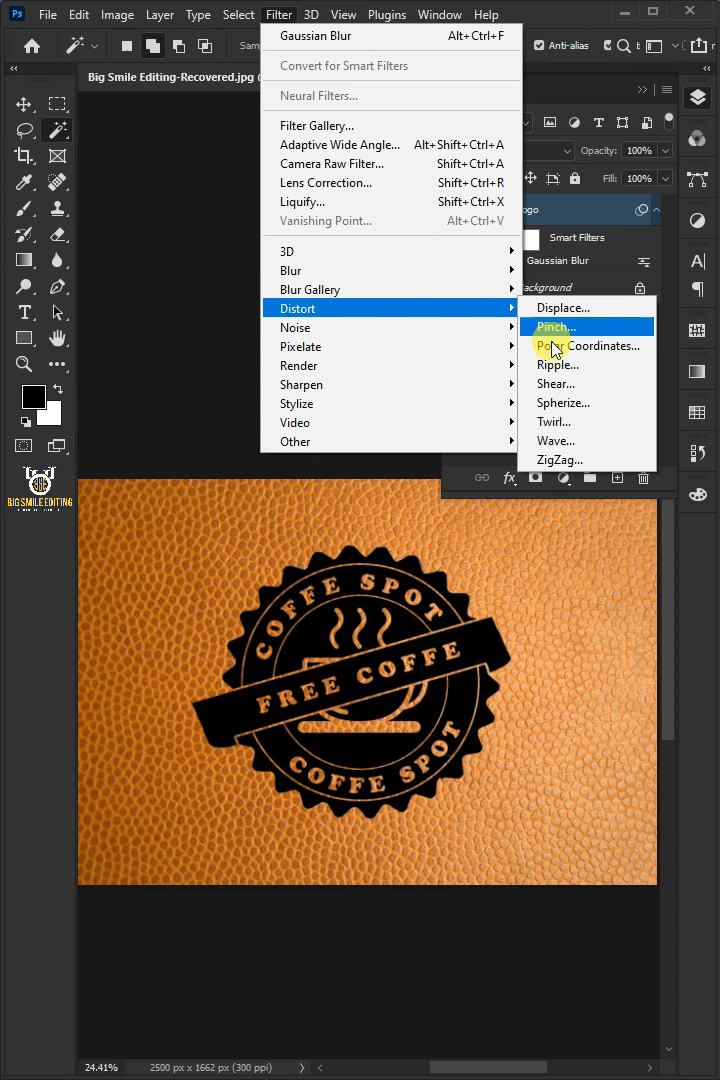 Ps File Edit Image Layer Type Select Filter 3D View Plugins Window Help
Sam
Anti-alias
Big Smile Editing-Recovered.jpg @
Gaussian Blur Alt+Ctrl+F
Convert for Smart Filters
Neural Filters...
Filter Gallery...
Adaptive Wide Angle... Alt+Shift+Ctrl+A
Camera Raw Filter... Shift+Ctrl+A
Lens Correction... Shift+Ctrl+R
Liquify... Shift+Ctrl+X
Vanishing Point... Alt+Ctrl+V
3D
Blur
Blur Gallery
Distort
Noise
Pixelate
Render
Sharpen
Stylize
Video
Other
Displace...
Pinch...
Polar Coordinates...
Ripple...
Shear...
Spherize...
Twirl...
Wave...
ZigZag...
Opacity: 100%
Fill: 100%
ogo
Smart Filters
Gaussian Blur
ackground
fx
BIG SMILE EDITING
COFFE SPOT
FREE COFFE
COFFE SPOT
24.41% 2500 px x 1662 px (300 ppi)